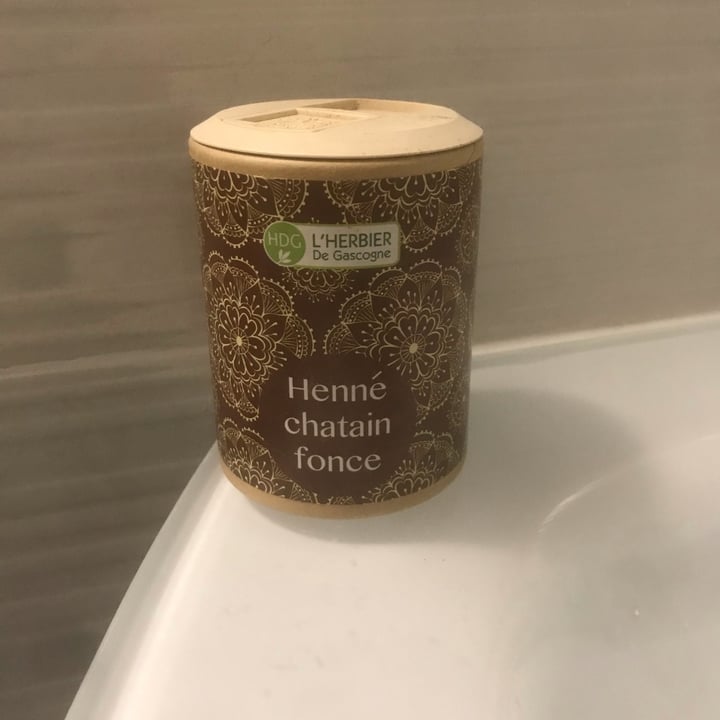 HDG
L'HERBIER
De Gascogne
Henné
chatain
fonce